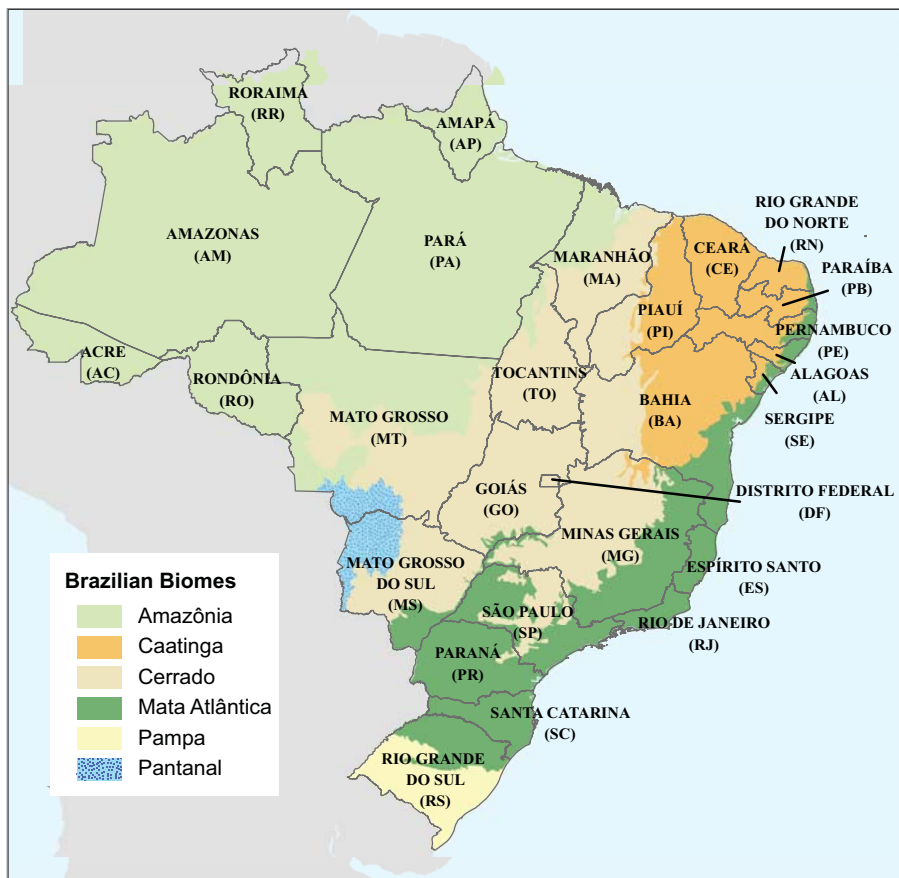 RORAIMA
(RR)
AMAPÁ
(AP)
AMAZONAS
(AM)
PARÁ
(PA)
MARANHÃO
(MA)
CEARÁ
(CE)
RIO GRANDE
DO NORTE
(RN)
PARAÍBA
(PB)
PIAUÍ
(PI)
PERNAMBUCO
(PE)
ACRE
(AC)
RONDÔNIA
(RO)
TOCANTINS
(TO)
ALAGOAS
(AL)
MATO GROSSO
(MT)
BAHIA
(BA)
SERGIPE
(SE)
GOIÁS
(GO)
DISTRITO FEDERAL
(DF)
MINAS GERAIS
(MG)
MATO GROSSO
DO SUL
(MS)
ESPÍRITO SANTO
(ES)
SÃO PAULO
(SP)
RIO DE JANEIRO
(RJ)
PARANÁ
(PR)
SANTA CATARINA
(SC)
RIO GRANDE
DO SUL
(RS)
Brazilian Biomes
Amazônia
Caatinga
Cerrado
Mata Atlântica
Pampa
Pantanal